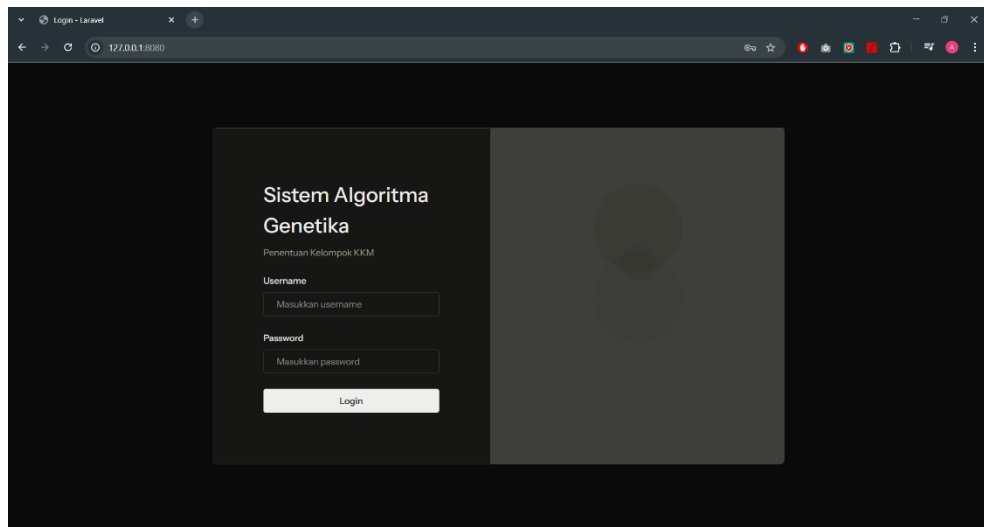 Login - Laravel
127.0.0.1:8080
A
Sistem Algoritma
Genetika
Penentuan Kelompok KKM
Username
Masukkan username
Password
Masukkan password
Login